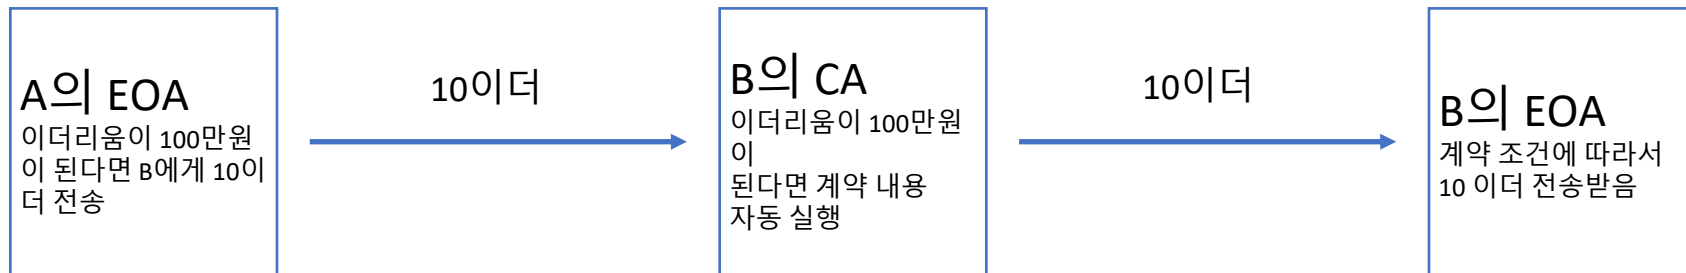 A의 EOA
이더리움이 100만원
이 된다면 B에게 10이
더 전송
10이더
B의 CA
이더리움이 100만원
이
된다면 계약 내용
자동 실행
10이더
B의 EOA
계약 조건에 따라서
10 이더 전송받음